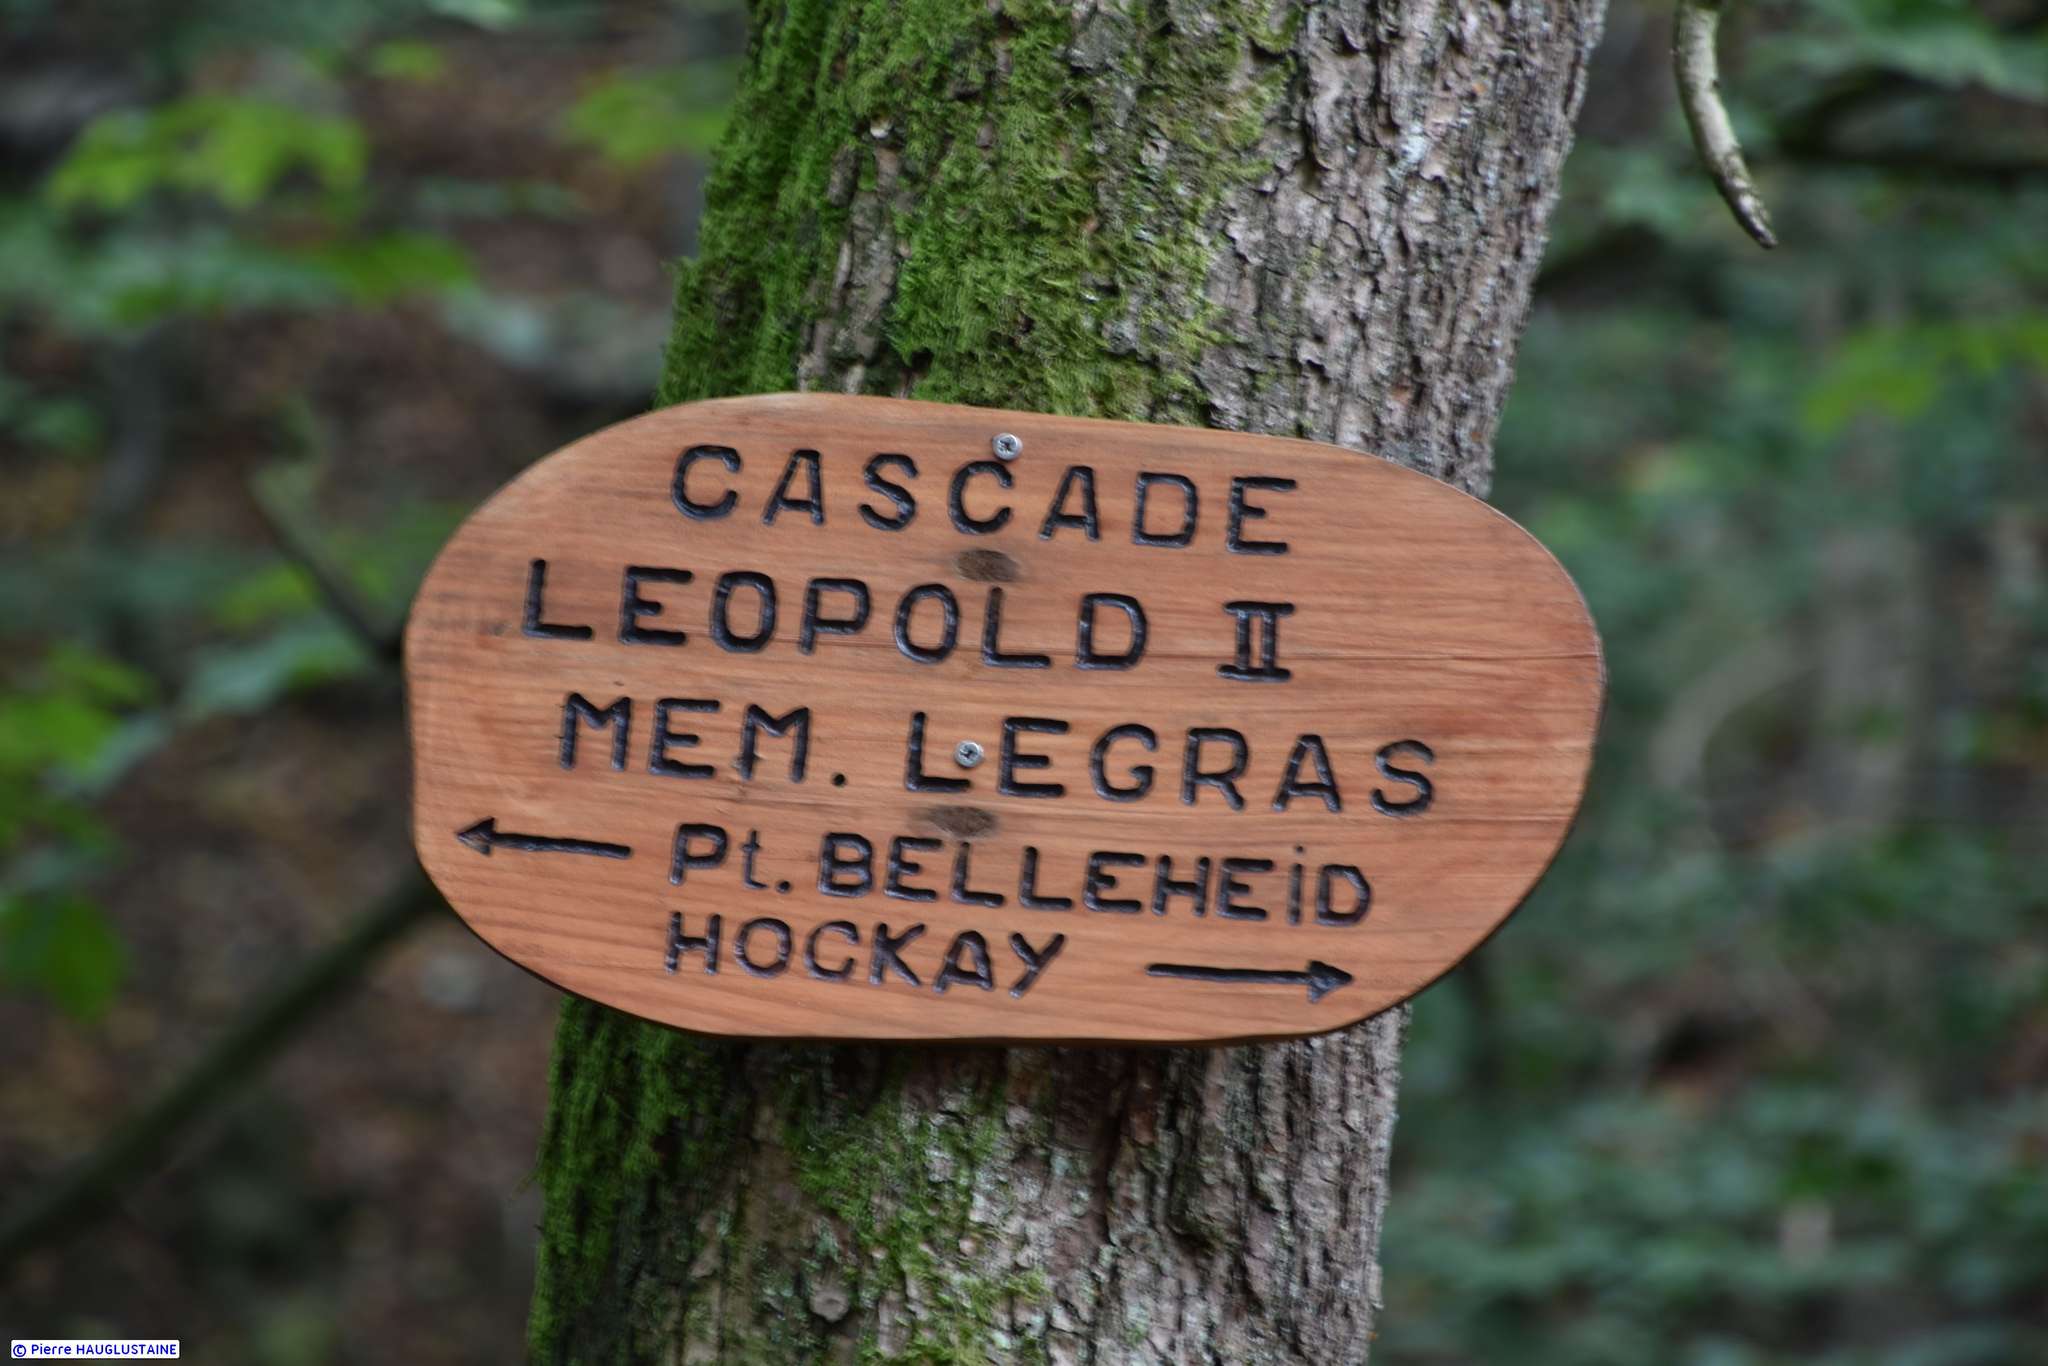 CASCADE
LEOPOLD II
MEM. LEGRAS
← Pt. BELLEHEID
HOCKAY →
© Pierre HAUGLUSTAINE